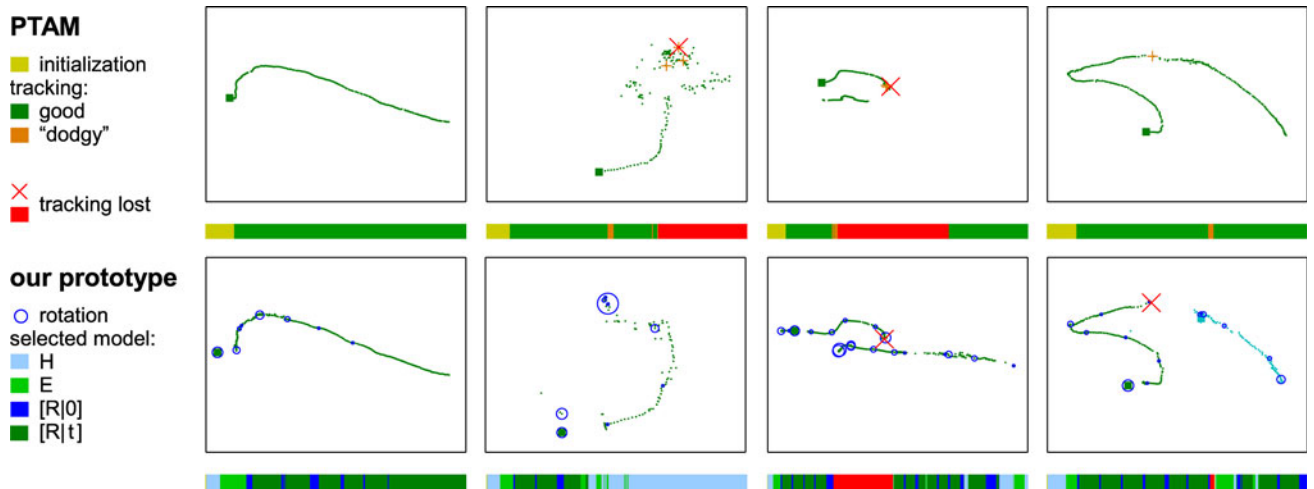 PTAM
initialization
tracking:
good
“dodgy”
tracking lost
our prototype
rotation
selected model:
H
E
[R|0]
[R|t]